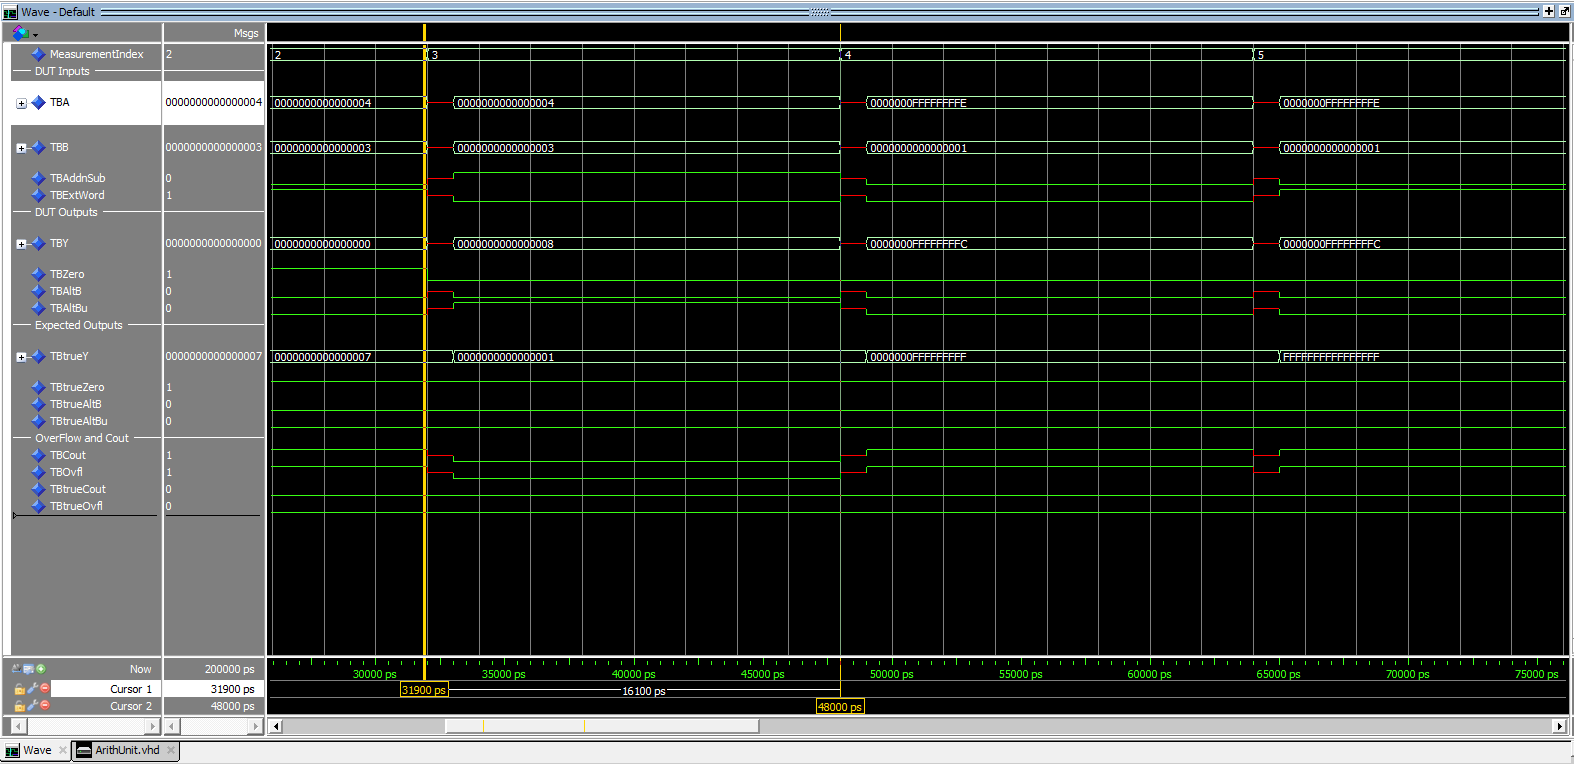 Wave - Default
Msgs
MeasurementIndex 2 2 3 4 5
DUT Inputs
TBA 0000000000000004 0000000000000004 0000000000000004 0000000FFFFFFFFE 0000000FFFFFFFFE
TBB 0000000000000003 0000000000000003 0000000000000003 0000000000000001 0000000000000001
TBAddnSub 0
TBExtWord 1
DUT Outputs
TBY 0000000000000000 0000000000000000 0000000000000008 0000000FFFFFFFFC 0000000FFFFFFFFC
TBZero 1
TBAltB 0
TBAltBu 0
Expected Outputs
TBtrueY 0000000000000007 0000000000000007 0000000000000001 0000000FFFFFFFFF FFFFFFFFFFFFFFFF
TBtrueZero 1
TBtrueAltB 0
TBtrueAltBu 0
OverFlow and Cout
TBCout 1
TBOvfl 1
TBtrueCout 0
TBtrueOvfl 0
Now 200000 ps 30000 ps 35000 ps 40000 ps 45000 ps 50000 ps 55000 ps 60000 ps 65000 ps 70000 ps 75000 ps
Cursor 1 31900 ps 31900 ps 16100 ps
Cursor 2 48000 ps 48000 ps
Wave ArithUnit.vhd